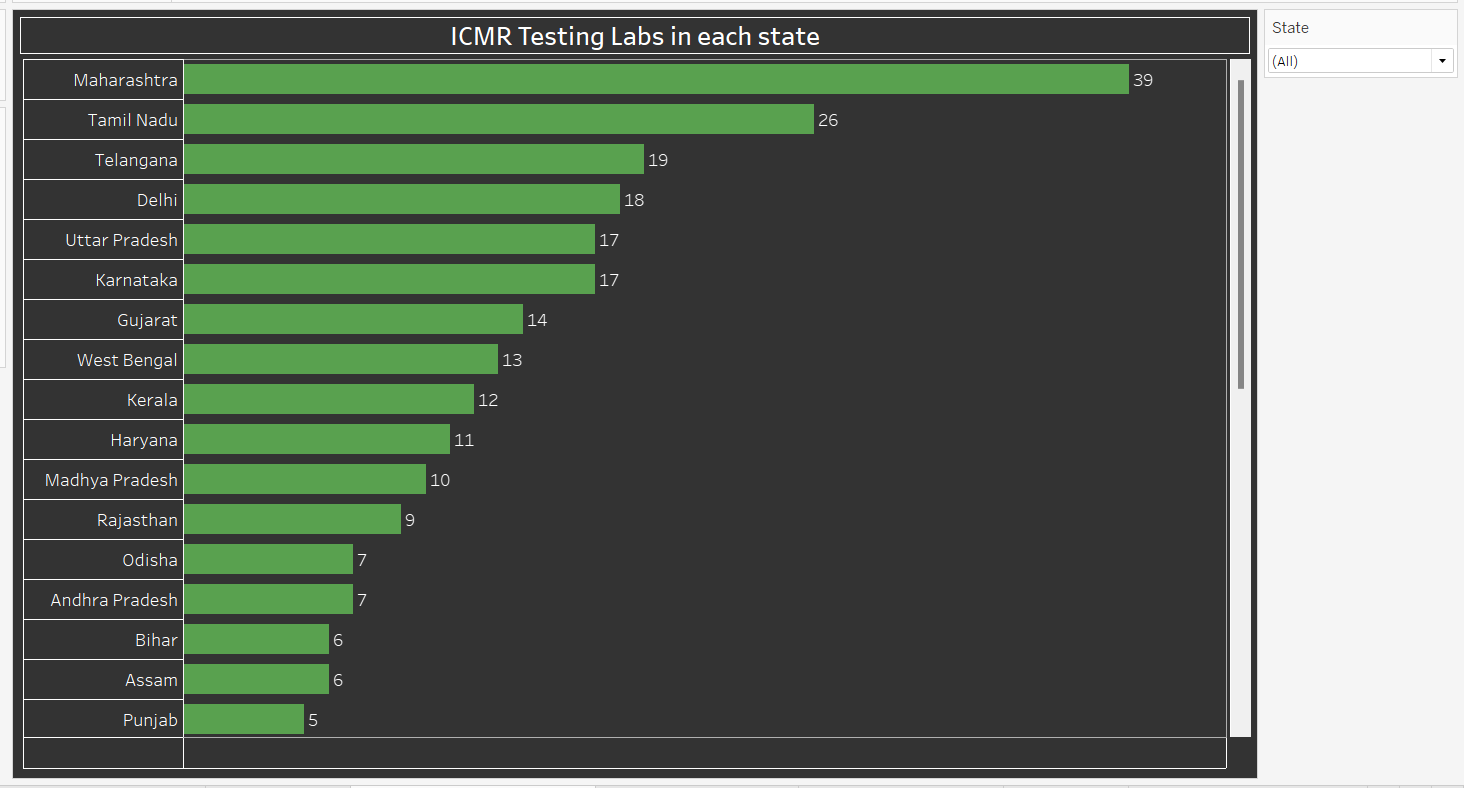 ICMR Testing Labs in each state
State
(All)
Maharashtra 39
Tamil Nadu 26
Telangana 19
Delhi 18
Uttar Pradesh 17
Karnataka 17
Gujarat 14
West Bengal 13
Kerala 12
Haryana 11
Madhya Pradesh 10
Rajasthan 9
Odisha 7
Andhra Pradesh 7
Bihar 6
Assam 6
Punjab 5